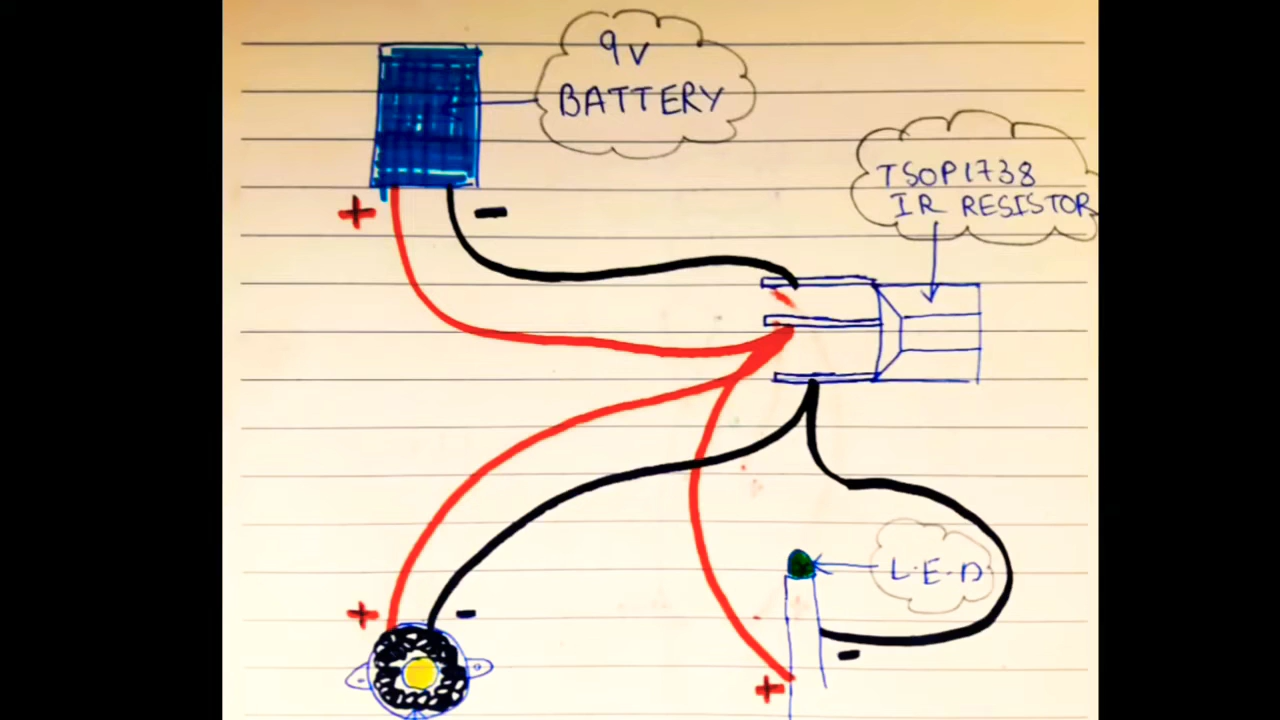 9V
BATTERY
TSOP1738
IR RESISTOR
+
-
L.E.D
+
-
-
+